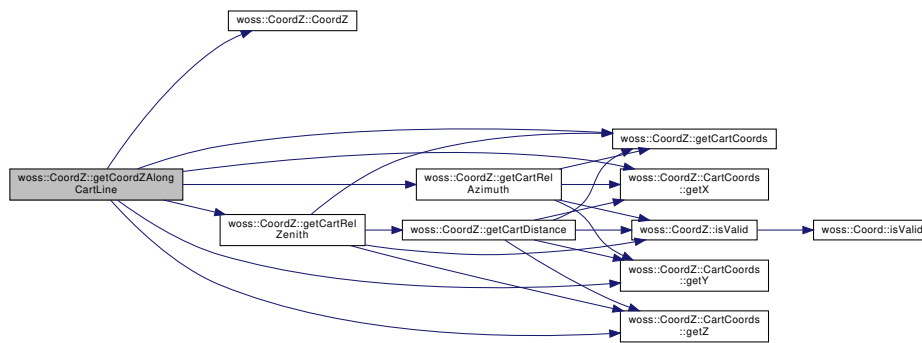 woss::CoordZ::CoordZ
woss::CoordZ::getCoordZAlong
CartLine
woss::CoordZ::getCartRel
Zenith
woss::CoordZ::getCartRel
Azimuth
woss::CoordZ::getCartDistance
woss::CoordZ::getCartCoords
woss::CoordZ::CartCoords
::getX
woss::CoordZ::isValid
woss::Coord::isValid
woss::CoordZ::CartCoords
::getY
woss::CoordZ::CartCoords
::getZ